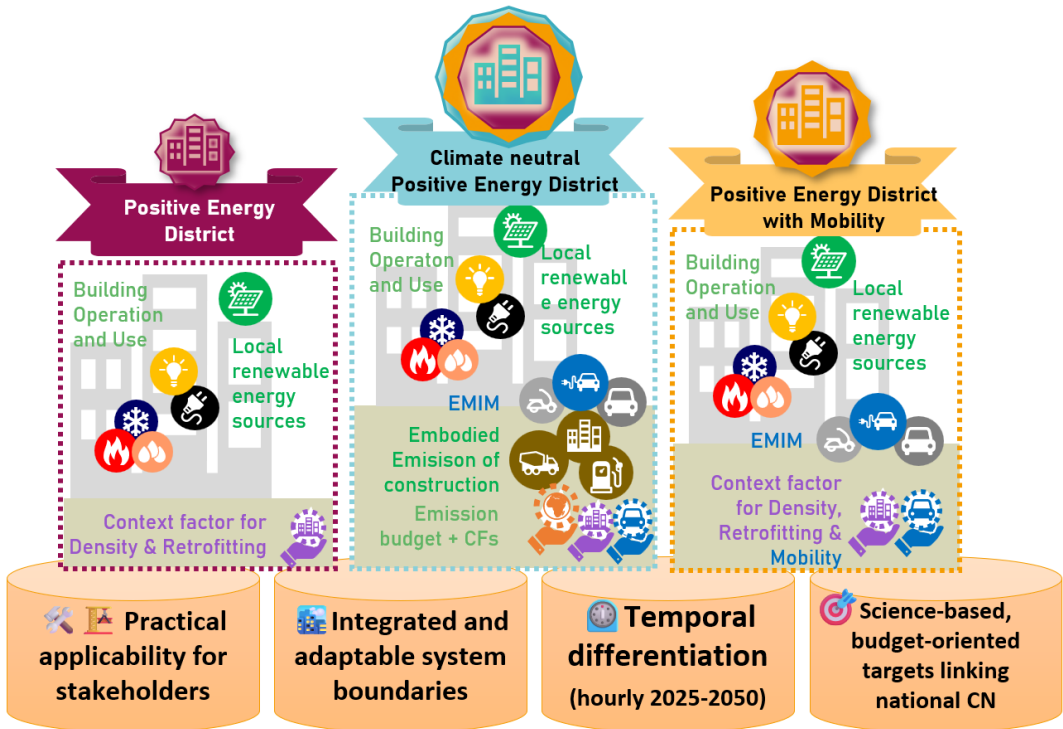 Positive Energy
District
Building
Operation
and Use
Local
renewable
energy
sources
Context factor for
Density & Retrofitting
Climate neutral
Positive Energy District
Building
Operaton
and Use
Local
renewabl
e energy
sources
EMIM
Embodied
Emisison of
construction
Emission
budget + CFs
Positive Energy District
with Mobility
Building
Operation
and Use
Local
renewable
energy
sources
EMIM
Context factor
for Density,
Retrofitting &
Mobility
Practical
applicability for
stakeholders
Integrated and
adaptable system
boundaries
Temporal
differentiation
(hourly 2025-2050)
Science-based,
budget-oriented
targets linking
national CN